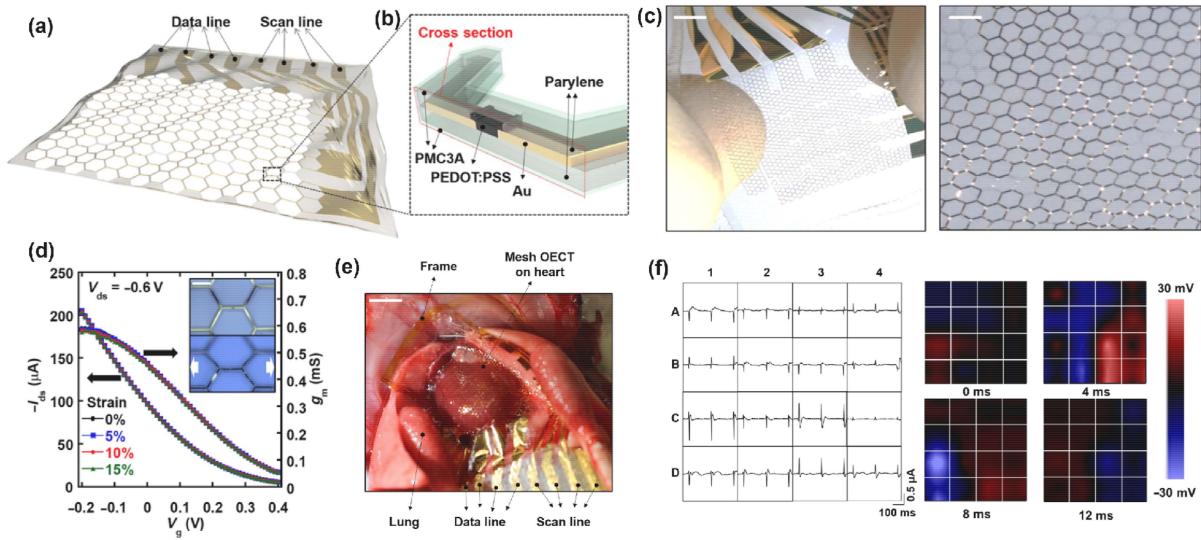 (a)
Data line
Scan line
(b)
Cross section
Parylene
PMC3A
PEDOT:PSS
Au
(c)
(d)
250
200
150
100
50
0
−Ids (μA)
Vds = −0.6 V
Strain
0%
5%
10%
15%
0.8
0.7
0.6
0.5
0.4
0.3
0.2
0.1
0
gm (mS)
−0.2 −0.1 0 0.1 0.2 0.3 0.4
Vg (V)
(e)
Frame
Mesh OECT
on heart
Lung
Data line
Scan line
(f)
1 2 3 4
A
B
C
D
0.5 μA
100 ms
0 ms
4 ms
8 ms
12 ms
30 mV
−30 mV